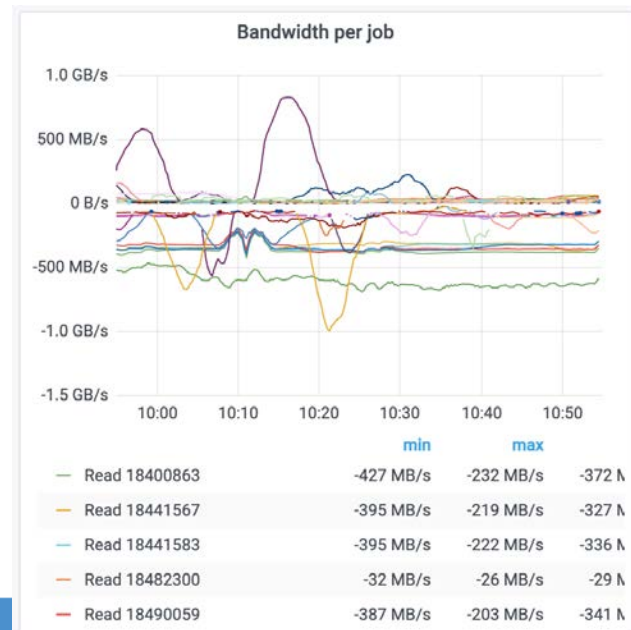 Bandwidth per job
1.0 GB/s
500 MB/s
0 B/s
-500 MB/s
-1.0 GB/s
-1.5 GB/s
10:00 10:10 10:20 10:30 10:40 10:50
min max
Read 18400863 -427 MB/s -232 MB/s -372
Read 18441567 -395 MB/s -219 MB/s -327
Read 18441583 -395 MB/s -222 MB/s -336
Read 18482300 -32 MB/s -26 MB/s -29
Read 18490059 -387 MB/s -203 MB/s -341